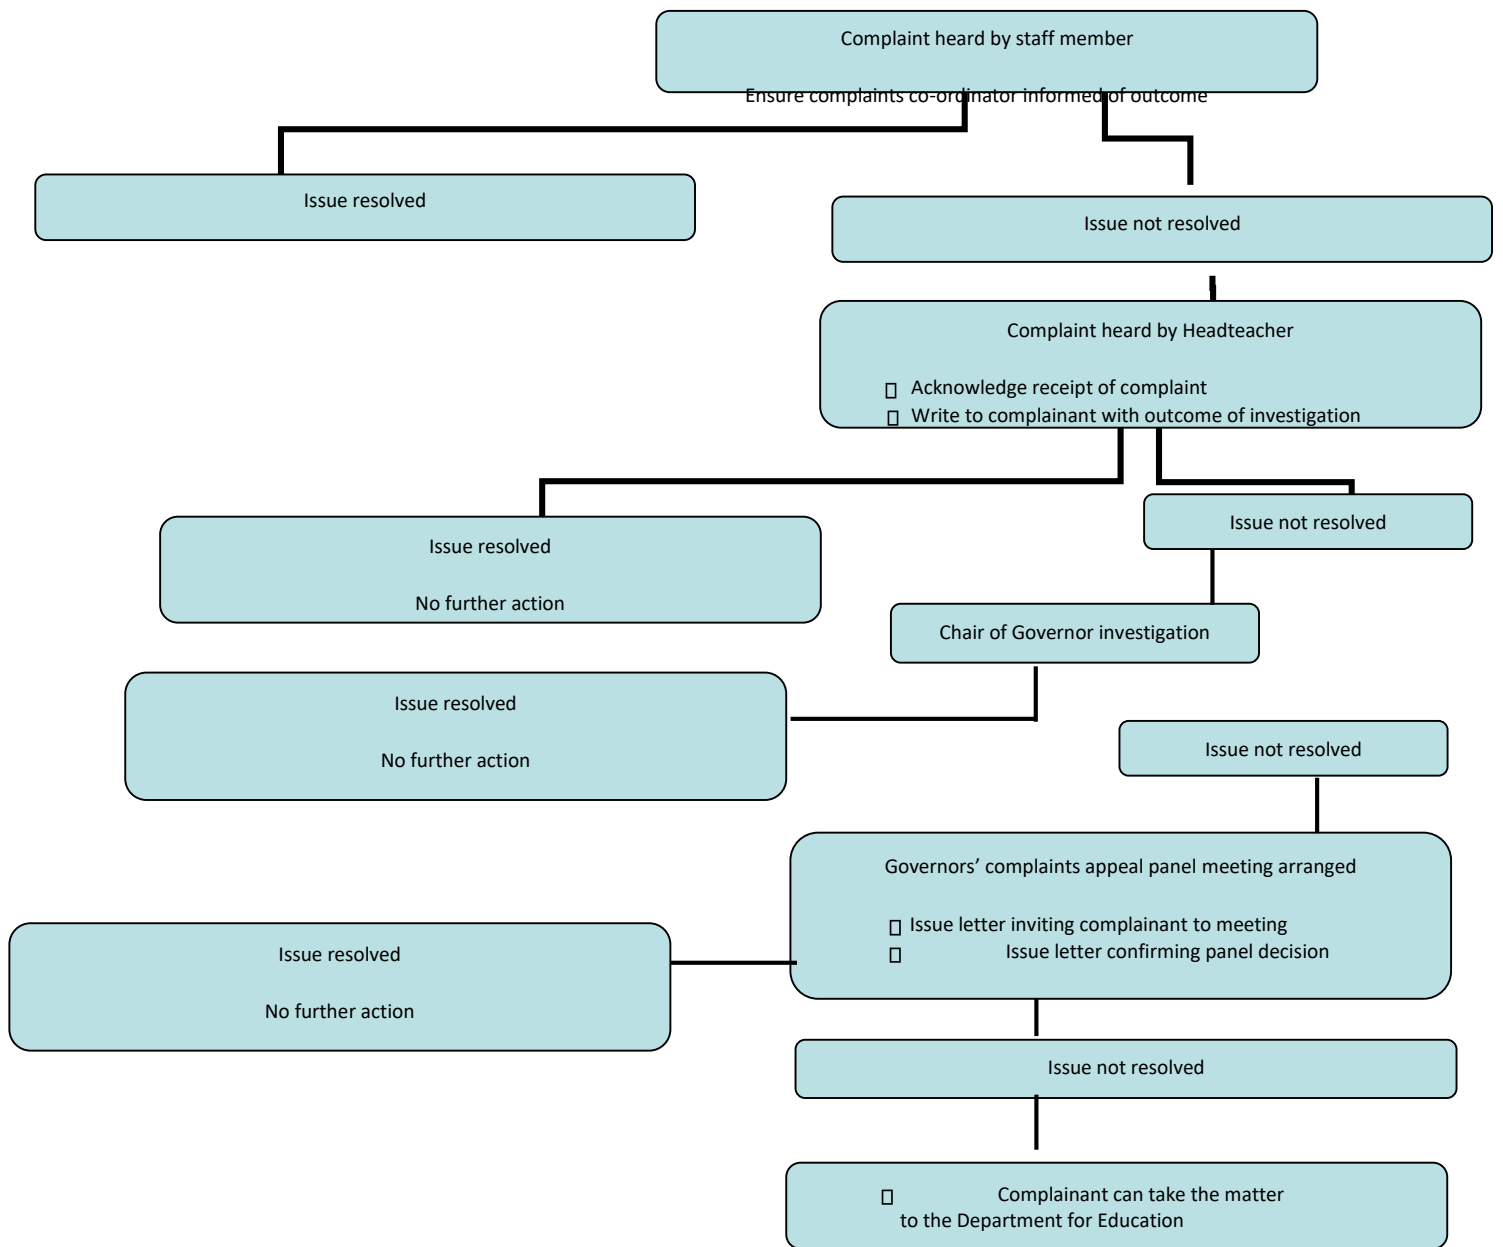 Complaint heard by staff member
Ensure complaints co-ordinator informed of outcome
Issue resolved
Issue not resolved
Complaint heard by Headteacher
Acknowledge receipt of complaint
Write to complainant with outcome of investigation
Issue not resolved
Issue resolved
No further action
Chair of Governor investigation
Issue resolved
No further action
Issue not resolved
Governors’ complaints appeal panel meeting arranged
Issue letter inviting complainant to meeting
Issue letter confirming panel decision
Issue resolved
No further action
Issue not resolved
Complainant can take the matter
to the Department for Education